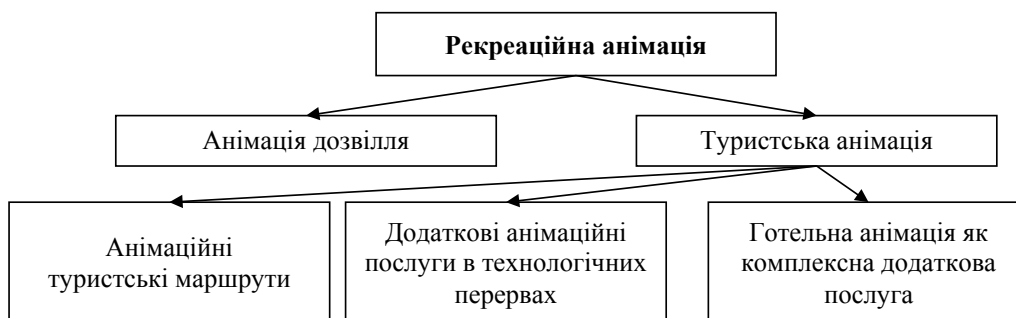 Рекреаційна анімація
Анімація дозвілля
Туристська анімація
Анімаційні
туристські маршрути
Додаткові анімаційні
послуги в технологічних
перервах
Готельна анімація як
комплексна додаткова
послуга